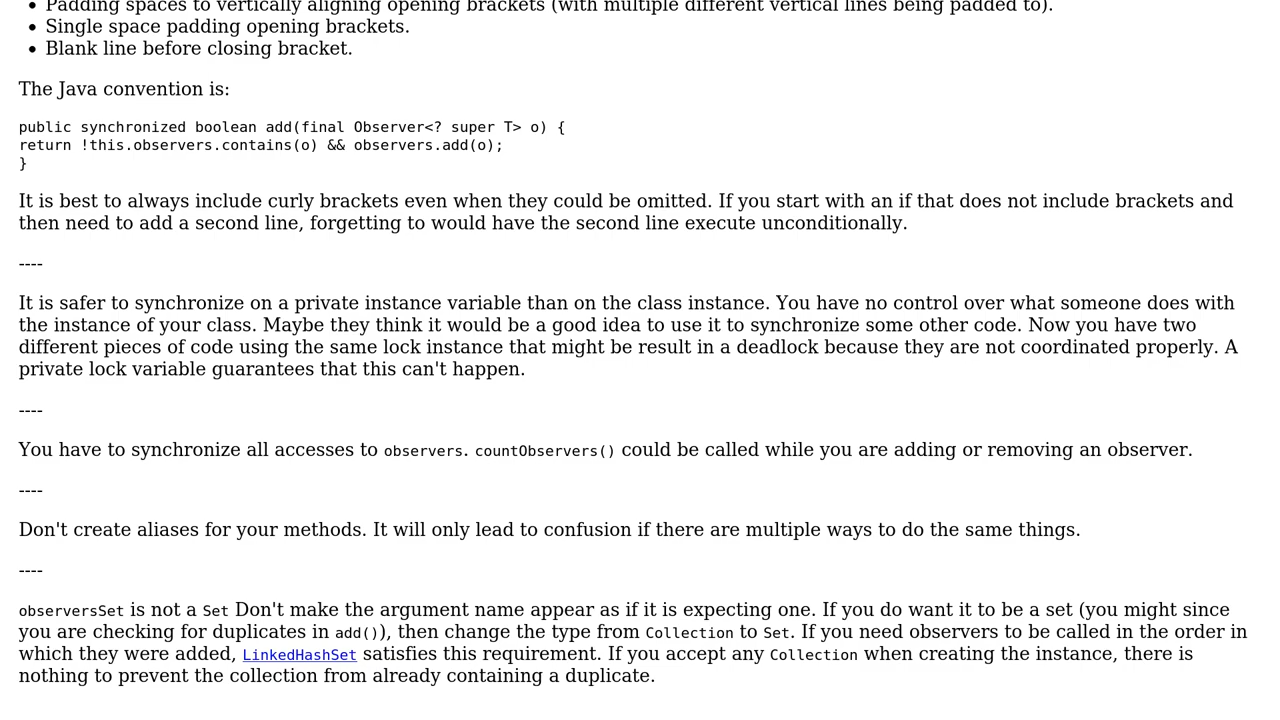 • Padding spaces to vertically aligning opening brackets (with multiple different vertical lines being padded to).
• Single space padding opening brackets.
• Blank line before closing bracket.
The Java convention is:
public synchronized boolean add(final Observer<? super T> o) {
return !this.observers.contains(o) && observers.add(o);
}
It is best to always include curly brackets even when they could be omitted. If you start with an if that does not include brackets and
then need to add a second line, forgetting to would have the second line execute unconditionally.
----
It is safer to synchronize on a private instance variable than on the class instance. You have no control over what someone does with
the instance of your class. Maybe they think it would be a good idea to use it to synchronize some other code. Now you have two
different pieces of code using the same lock instance that might be result in a deadlock because they are not coordinated properly. A
private lock variable guarantees that this can't happen.
----
You have to synchronize all accesses to observers. countObservers() could be called while you are adding or removing an observer.
----
Don't create aliases for your methods. It will only lead to confusion if there are multiple ways to do the same things.
----
observersSet is not a Set Don't make the argument name appear as if it is expecting one. If you do want it to be a set (you might since
you are checking for duplicates in add()), then change the type from Collection to Set. If you need observers to be called in the order in
which they were added, LinkedHashSet satisfies this requirement. If you accept any Collection when creating the instance, there is
nothing to prevent the collection from already containing a duplicate.